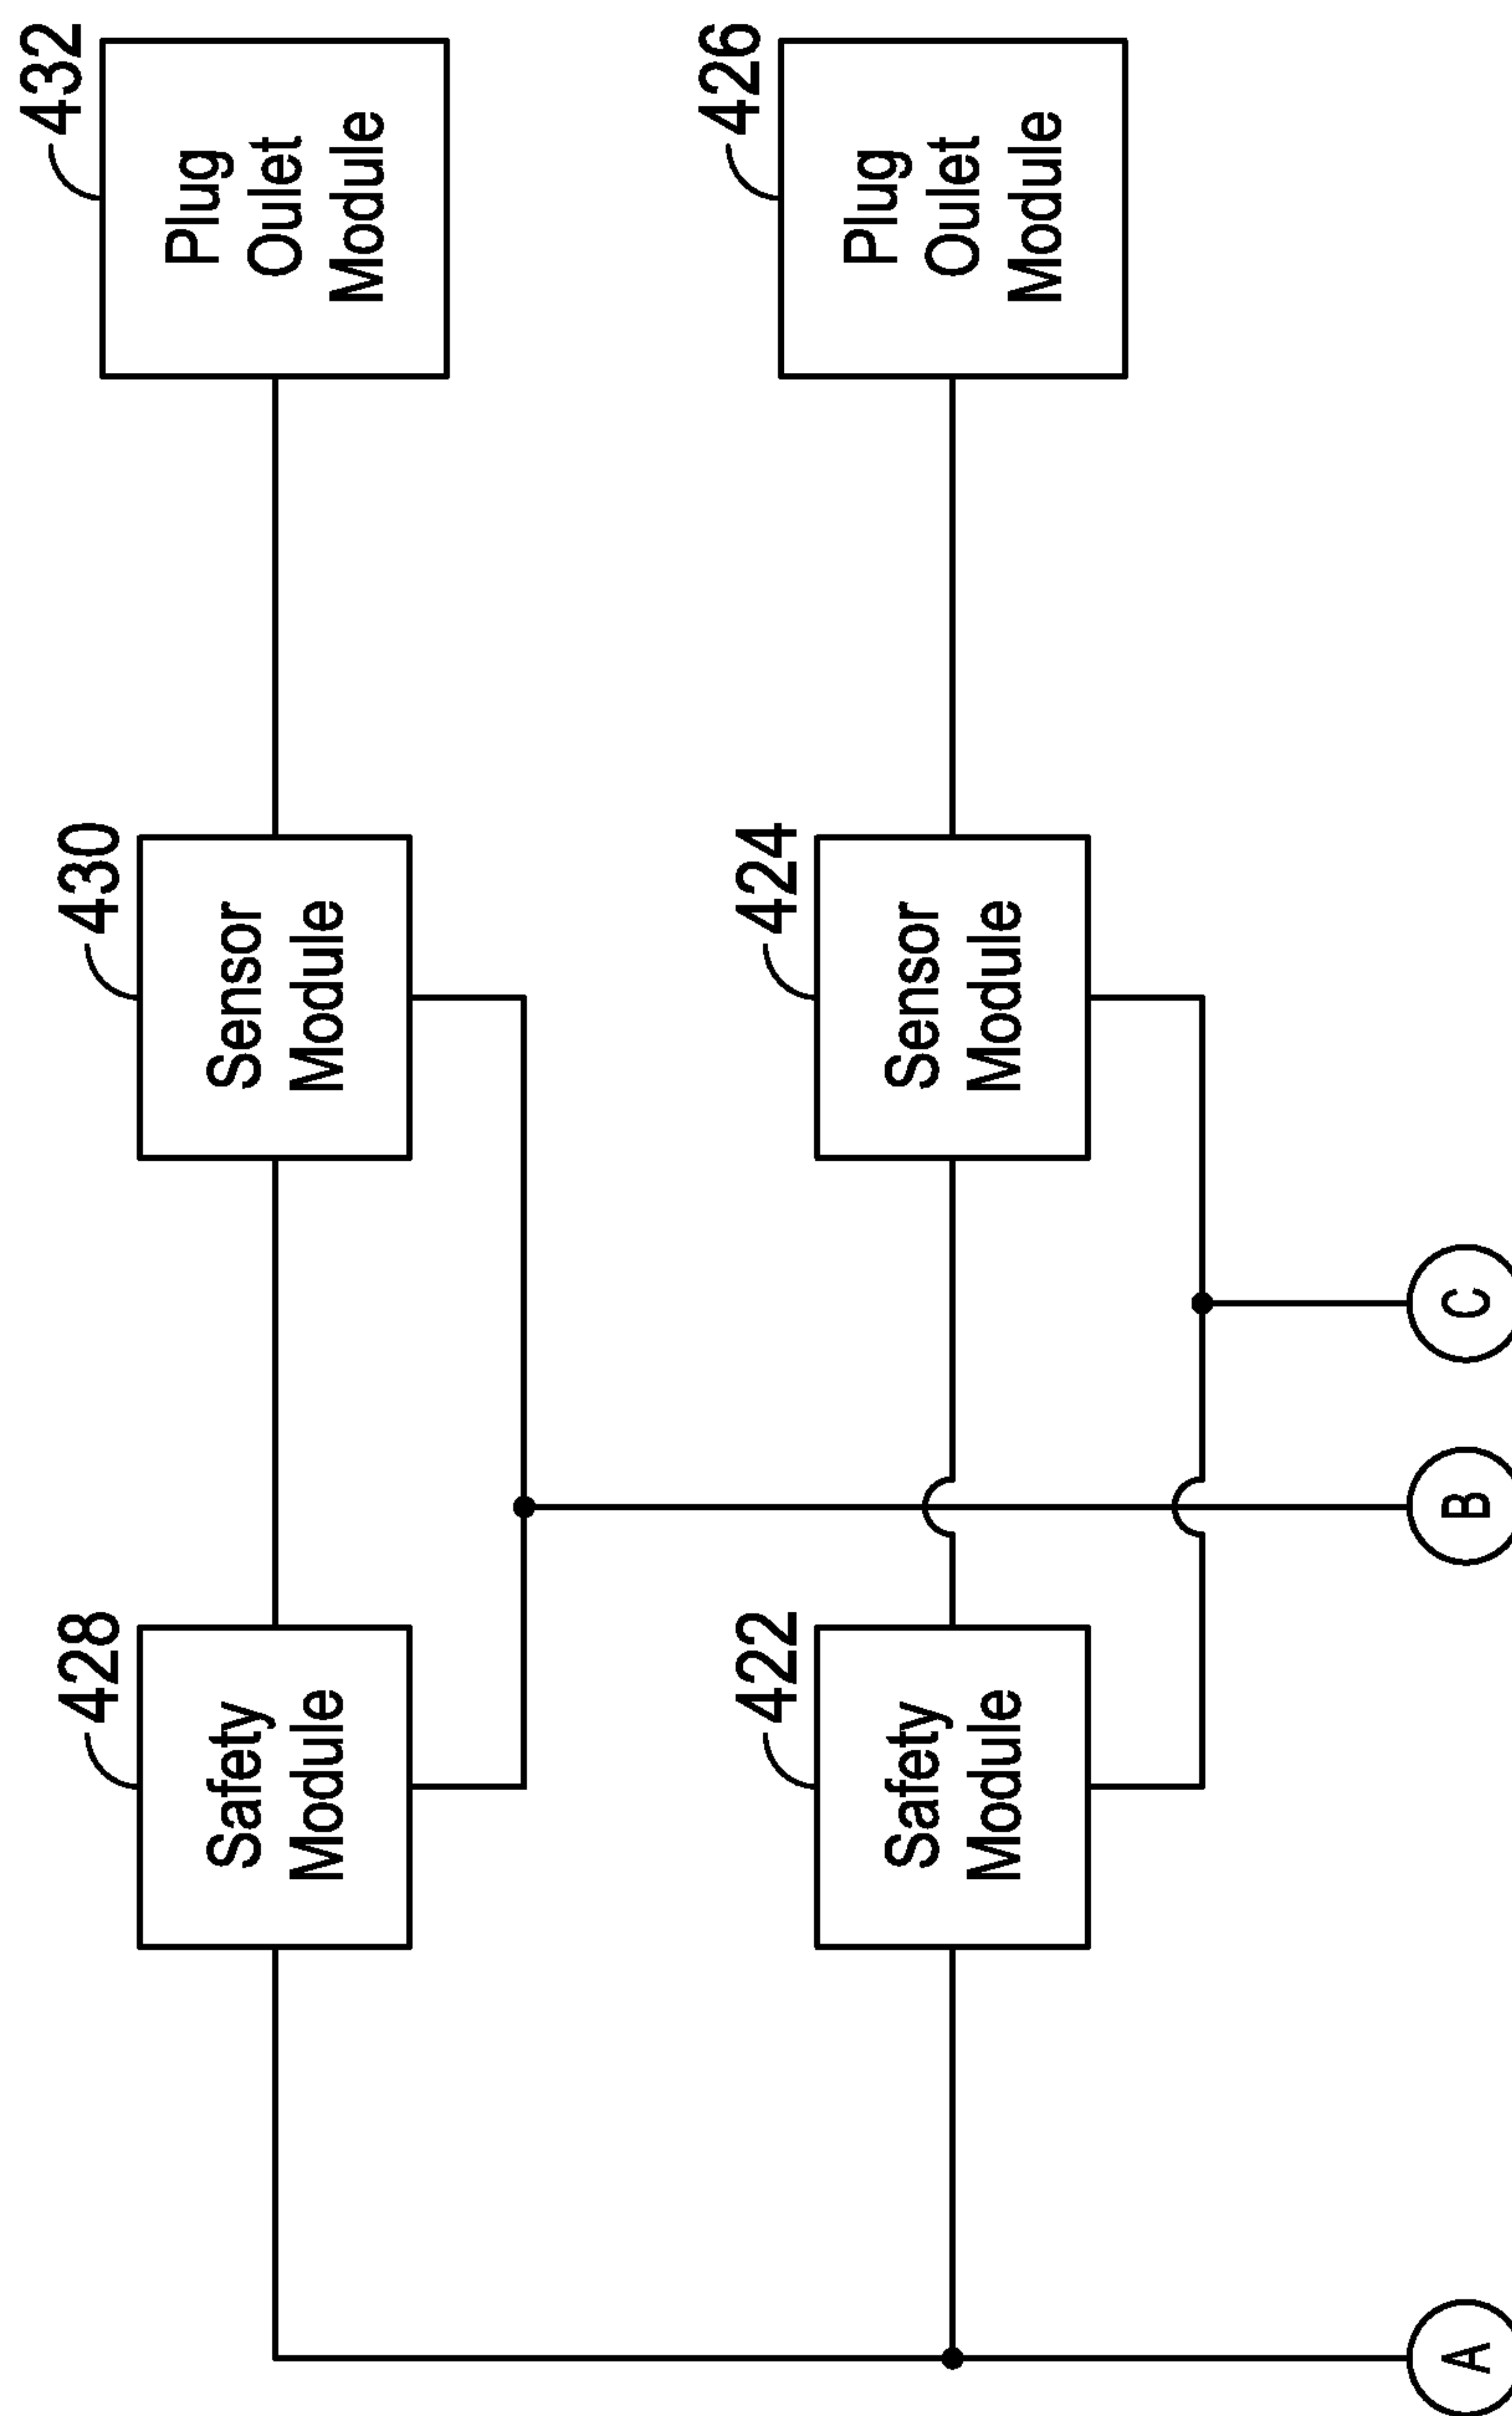 428
Safety
Module
430
Sensor
Module
432
Plug
Oulet
Module
422
Safety
Module
424
Sensor
Module
426
Plug
Oulet
Module
A
B
C